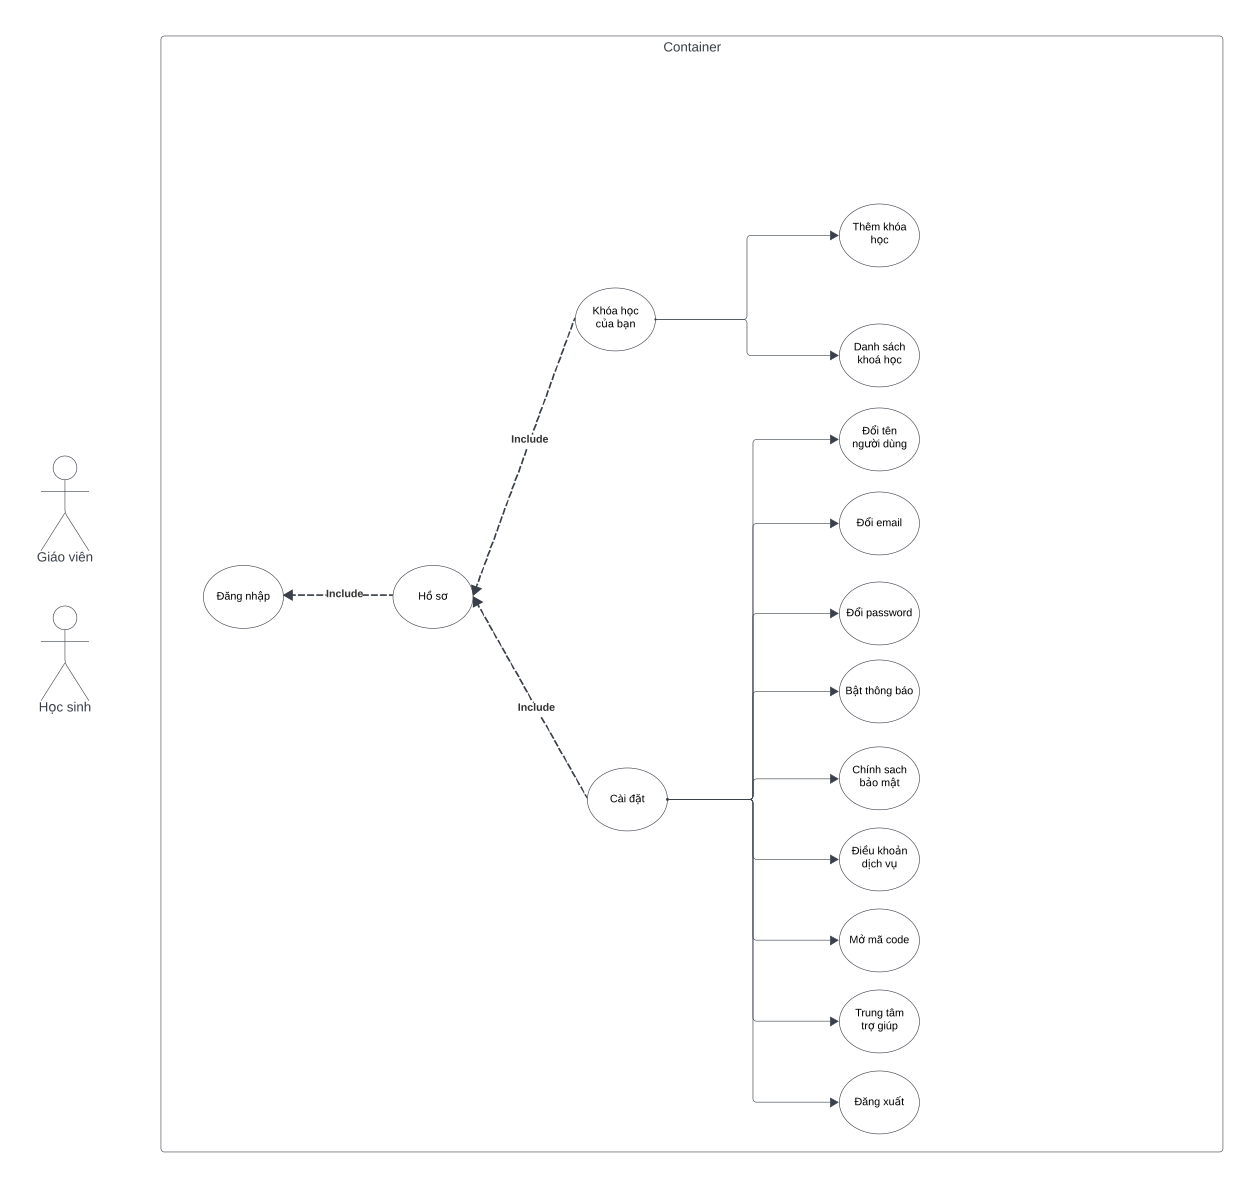 Container
Thêm khóa
học
Khóa học
của bạn
Danh sách
khoá học
Include
Đổi tên
người dùng
Đổi email
Giáo viên
Đăng nhập
Include
Hồ sơ
Đổi password
Học sinh
Include
Bật thông báo
Cài đặt
Chính sach
bảo mật
Điều khoản
dịch vụ
Mở mã code
Trung tâm
trợ giúp
Đăng xuất